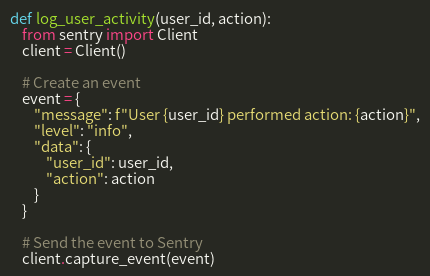 def log_user_activity(user_id, action):
    from sentry import Client
    client = Client()

    # Create an event
    event = {
        "message": f"User {user_id} performed action: {action}",
        "level": "info",
        "data": {
            "user_id": user_id,
            "action": action
        }
    }

    # Send the event to Sentry
    client.capture_event(event)